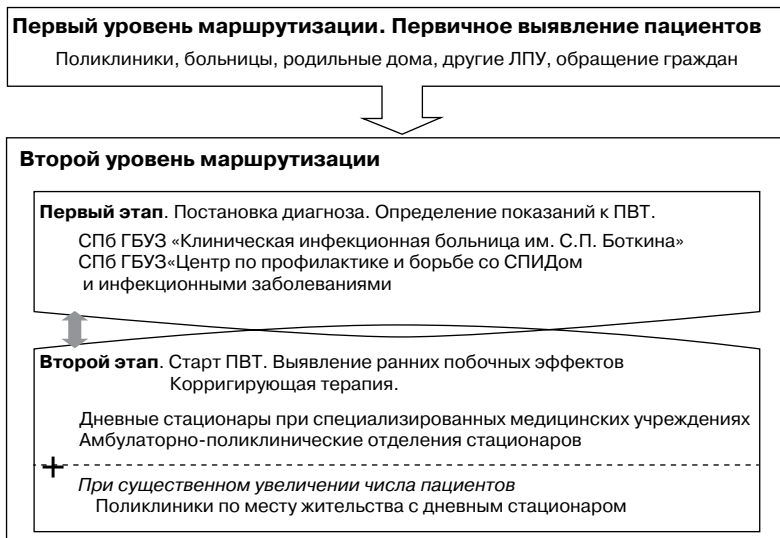 Первый уровень маршрутизации. Первичное выявление пациентов
Поликлиники, больницы, родильные дома, другие ЛПУ, обращение граждан
Второй уровень маршрутизации
Первый этап. Постановка диагноза. Определение показаний к ПВТ.
СПб ГБУЗ «Клиническая инфекционная больница им. С.П. Боткина»
СПб ГБУЗ«Центр по профилактике и борьбе со СПИДом
и инфекционными заболеваниями
Второй этап. Старт ПВТ. Выявление ранних побочных эффектов
Корригирующая терапия.
Дневные стационары при специализированных медицинских учреждениях
Амбулаторно-поликлинические отделения стационаров
+
При существенном увеличении числа пациентов
Поликлиники по месту жительства с дневным стационаром